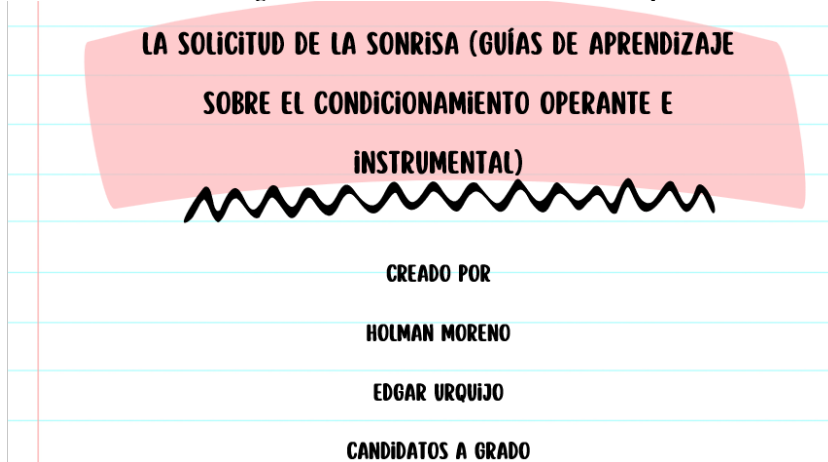 LA SOLICITUD DE LA SONRISA (GUÍAS DE APRENDIZAJE
SOBRE EL CONDICIONAMIENTO OPERANTE E
INSTRUMENTAL)
CREADO POR
HOLMAN MORENO
EDGAR URQUIJO
CANDIDATOS A GRADO